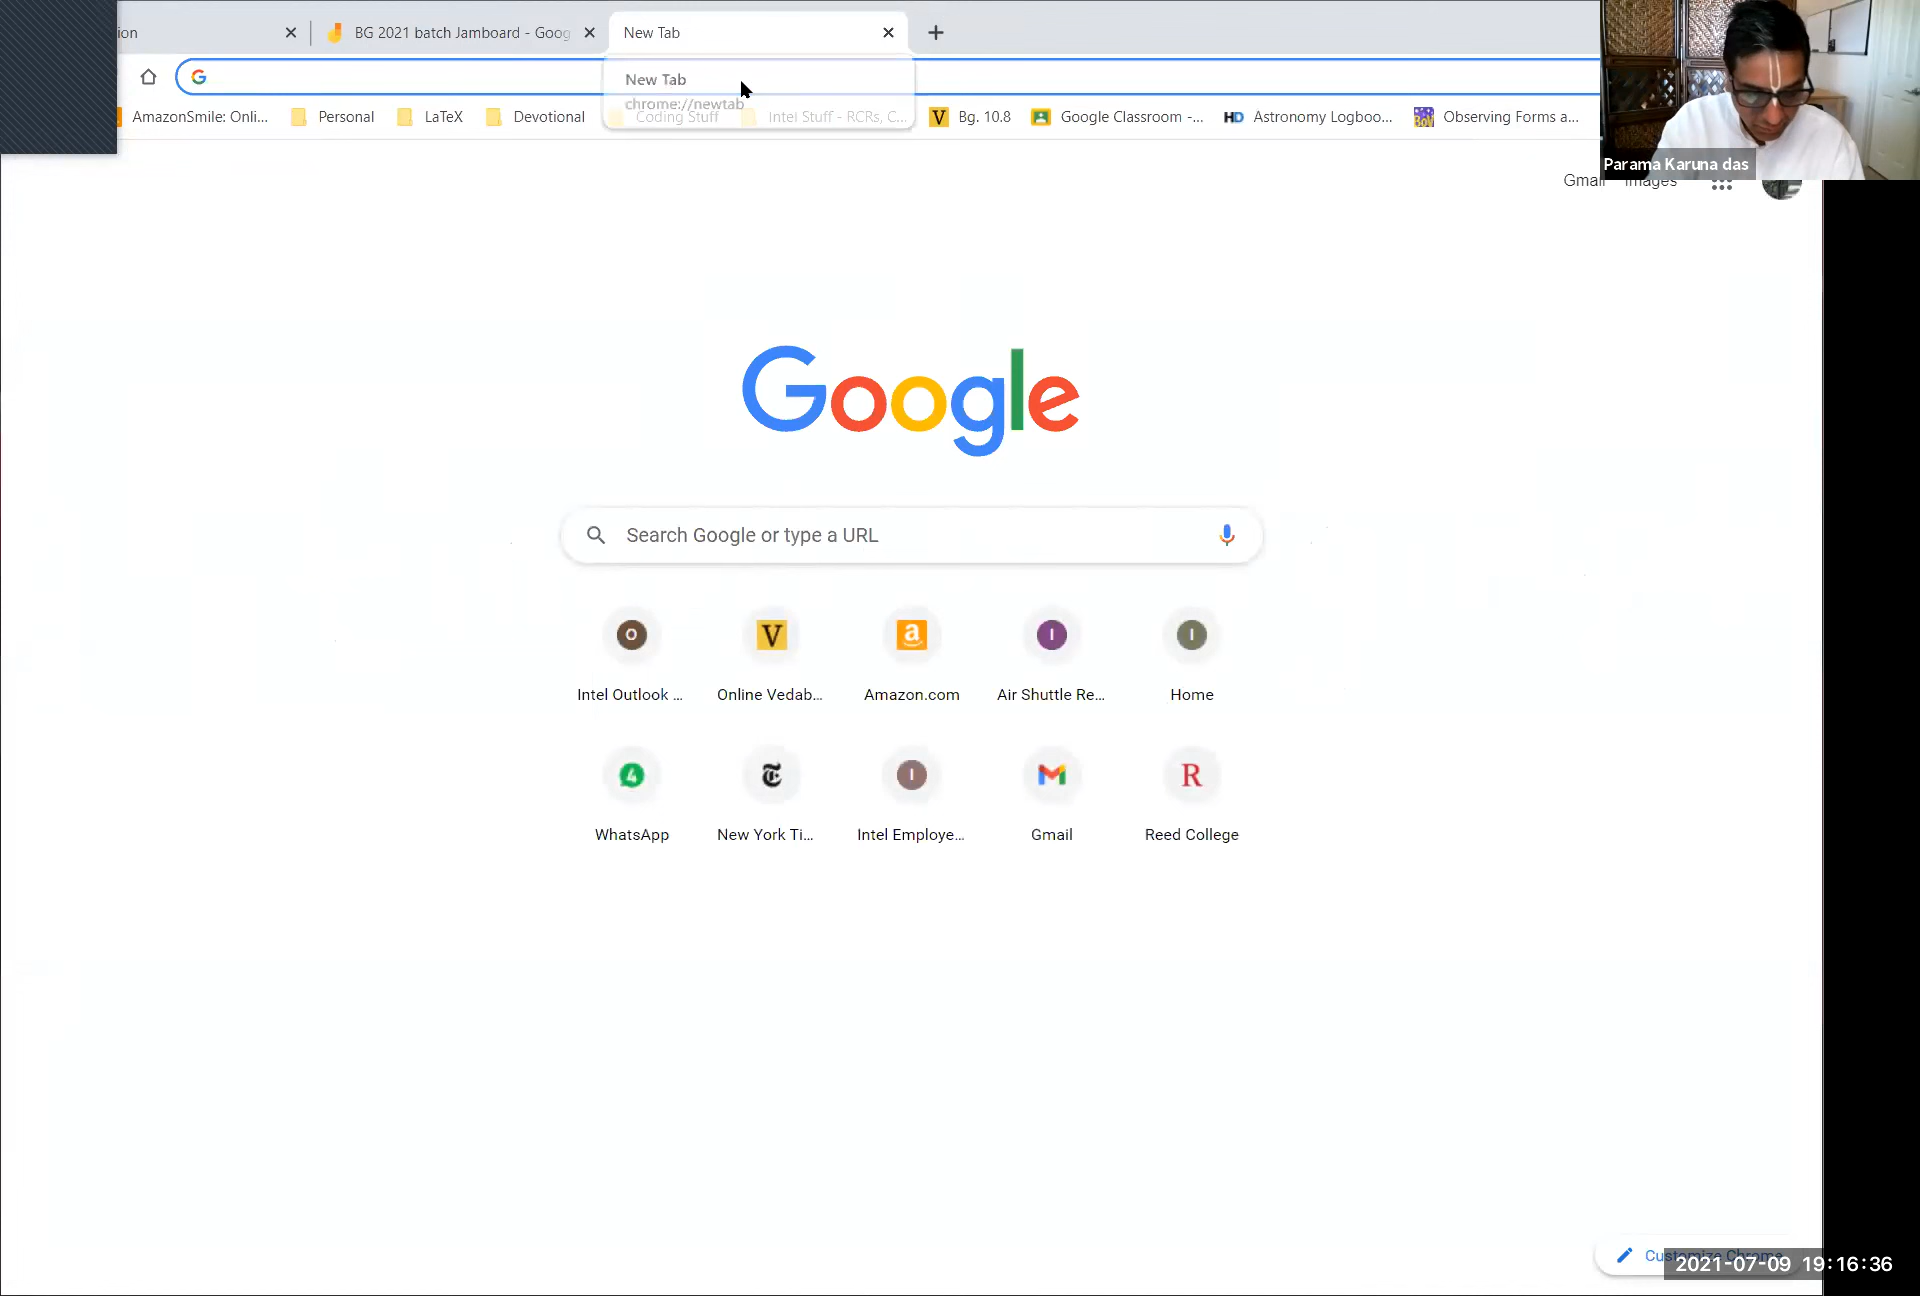 ion
BG 2021 batch Jamboard - Goog
New Tab
New Tab
chrome://newtab
AmazonSmile: Onli...
Personal
LaTeX
Devotional
Coding Stuff
Intel Stuff - RCRs, C...
Bg. 10.8
Google Classroom -...
HD
Astronomy Logboo...
Observing Forms a...
Parama Karuna das
Gmail
Images
Google
Search Google or type a URL
Intel Outlook ...
Online Vedab...
Amazon.com
Air Shuttle Re...
Home
WhatsApp
New York Ti...
Intel Employe...
Gmail
Reed College
Customize Chrome
2021-07-09 19:16:36